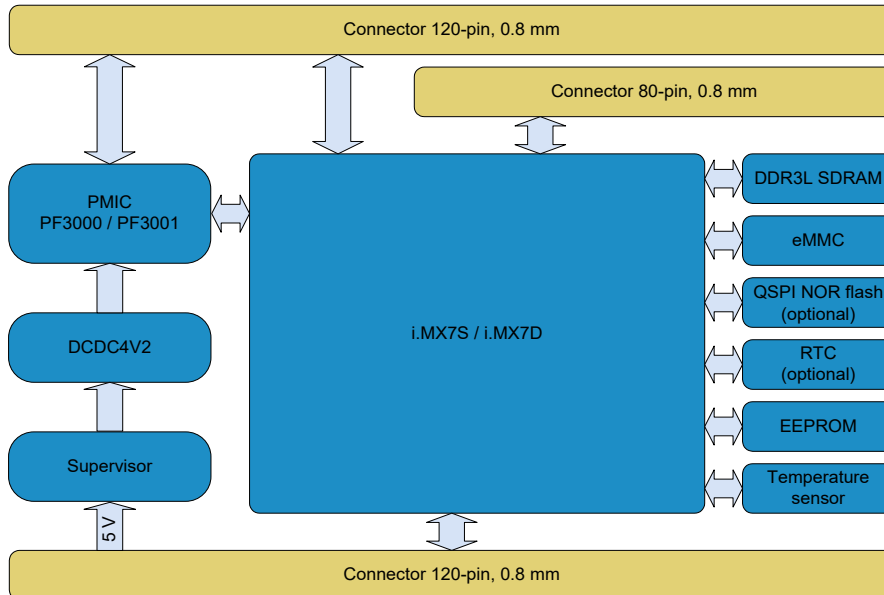 Connector 120-pin, 0.8 mm
Connector 80-pin, 0.8 mm
PMIC
PF3000 / PF3001
DCDC4V2
Supervisor
5 V
i.MX7S / i.MX7D
DDR3L SDRAM
eMMC
QSPI NOR flash
(optional)
RTC
(optional)
EEPROM
Temperature
sensor
Connector 120-pin, 0.8 mm